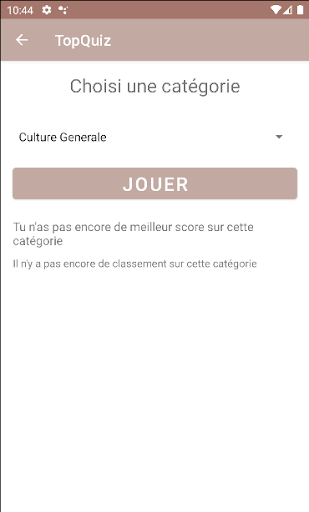 10:44
TopQuiz
Choisi une catégorie
Culture Generale
JOUER
Tu n'as pas encore de meilleur score sur cette
catégorie
Il n'y a pas encore de classement sur cette catégorie